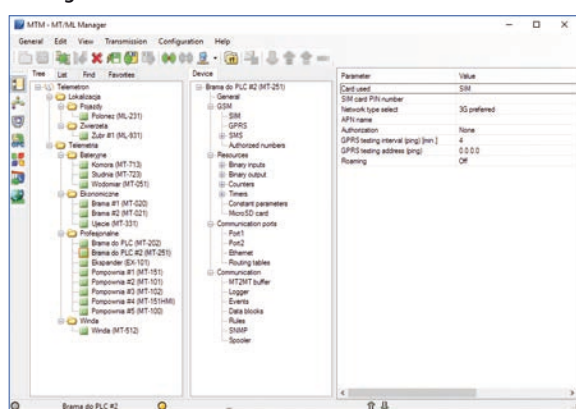 MTM - MT/ML Manager
General Edit View Transmission Configuration Help
Tree List Find Favorites
Telemetron
Lokalizacja
Pojazdy
Polonez (ML-231)
Zwierzeta
Zubr #1 (ML-931)
Telemetria
Bateryjne
Komora (MT-713)
Studnia (MT-723)
Wodomiar (MT-051)
Ekonomiczne
Brama #1 (MT-020)
Brama #2 (MT-021)
Ujecie (MT-331)
Profesjonalne
Brama do PLC (MT-202)
Brama do PLC #2 (MT-251)
Ekspander (EX-101)
Pompownia #1 (MT-151)
Pompownia #2 (MT-101)
Pompownia #3 (MT-102)
Pompownia #4 (MT-151HMI)
Pompownia #5 (MT-100)
Winda
Winda (MT-512)
Device
Brama do PLC #2 (MT-251)
General
GSM
SIM
GPRS
SMS
Authorized numbers
Resources
Binary inputs
Binary output
Counters
Timers
Constant parameters
MicroSD card
Communication ports
Port1
Port2
Ethernet
Routing tables
Communication
MT2MT buffer
Logger
Events
Data blocks
Rules
SNMP
Spooler
Parameter Value
Card used SIM
SIM card PIN number
Network type select 3G preferred
APN name
Authorization None
GPRS testing interval (ping) [min.] 4
GPRS testing address (ping) 0.0.0.0
Roaming Off
Brama do PLC #2